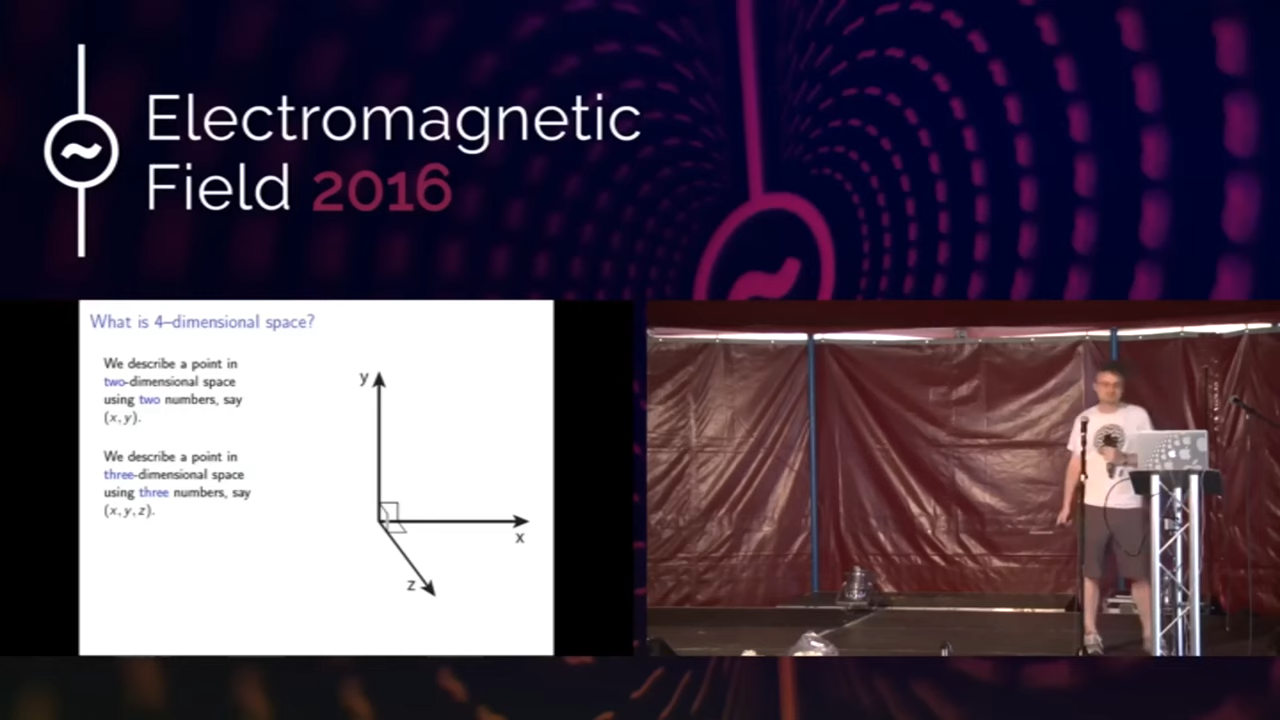 Electromagnetic
Field 2016
What is 4–dimensional space?
We describe a point in
two-dimensional space
using two numbers, say
(x, y).
We describe a point in
three-dimensional space
using three numbers, say
(x, y, z).
y
x
z